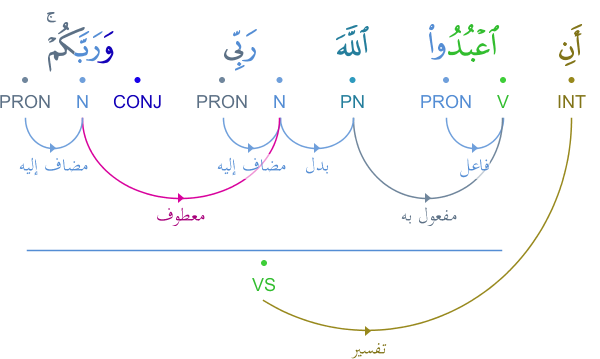 أَنِ ٱعْبُدُوا۟ ٱللَّهَ رَبِّى وَرَبَّكُمْ ۚ
PRON N CONJ PRON N PN PRON V INT
مضاف إليه مضاف إليه بدل فاعل
معطوف مفعول به
VS
تفسير